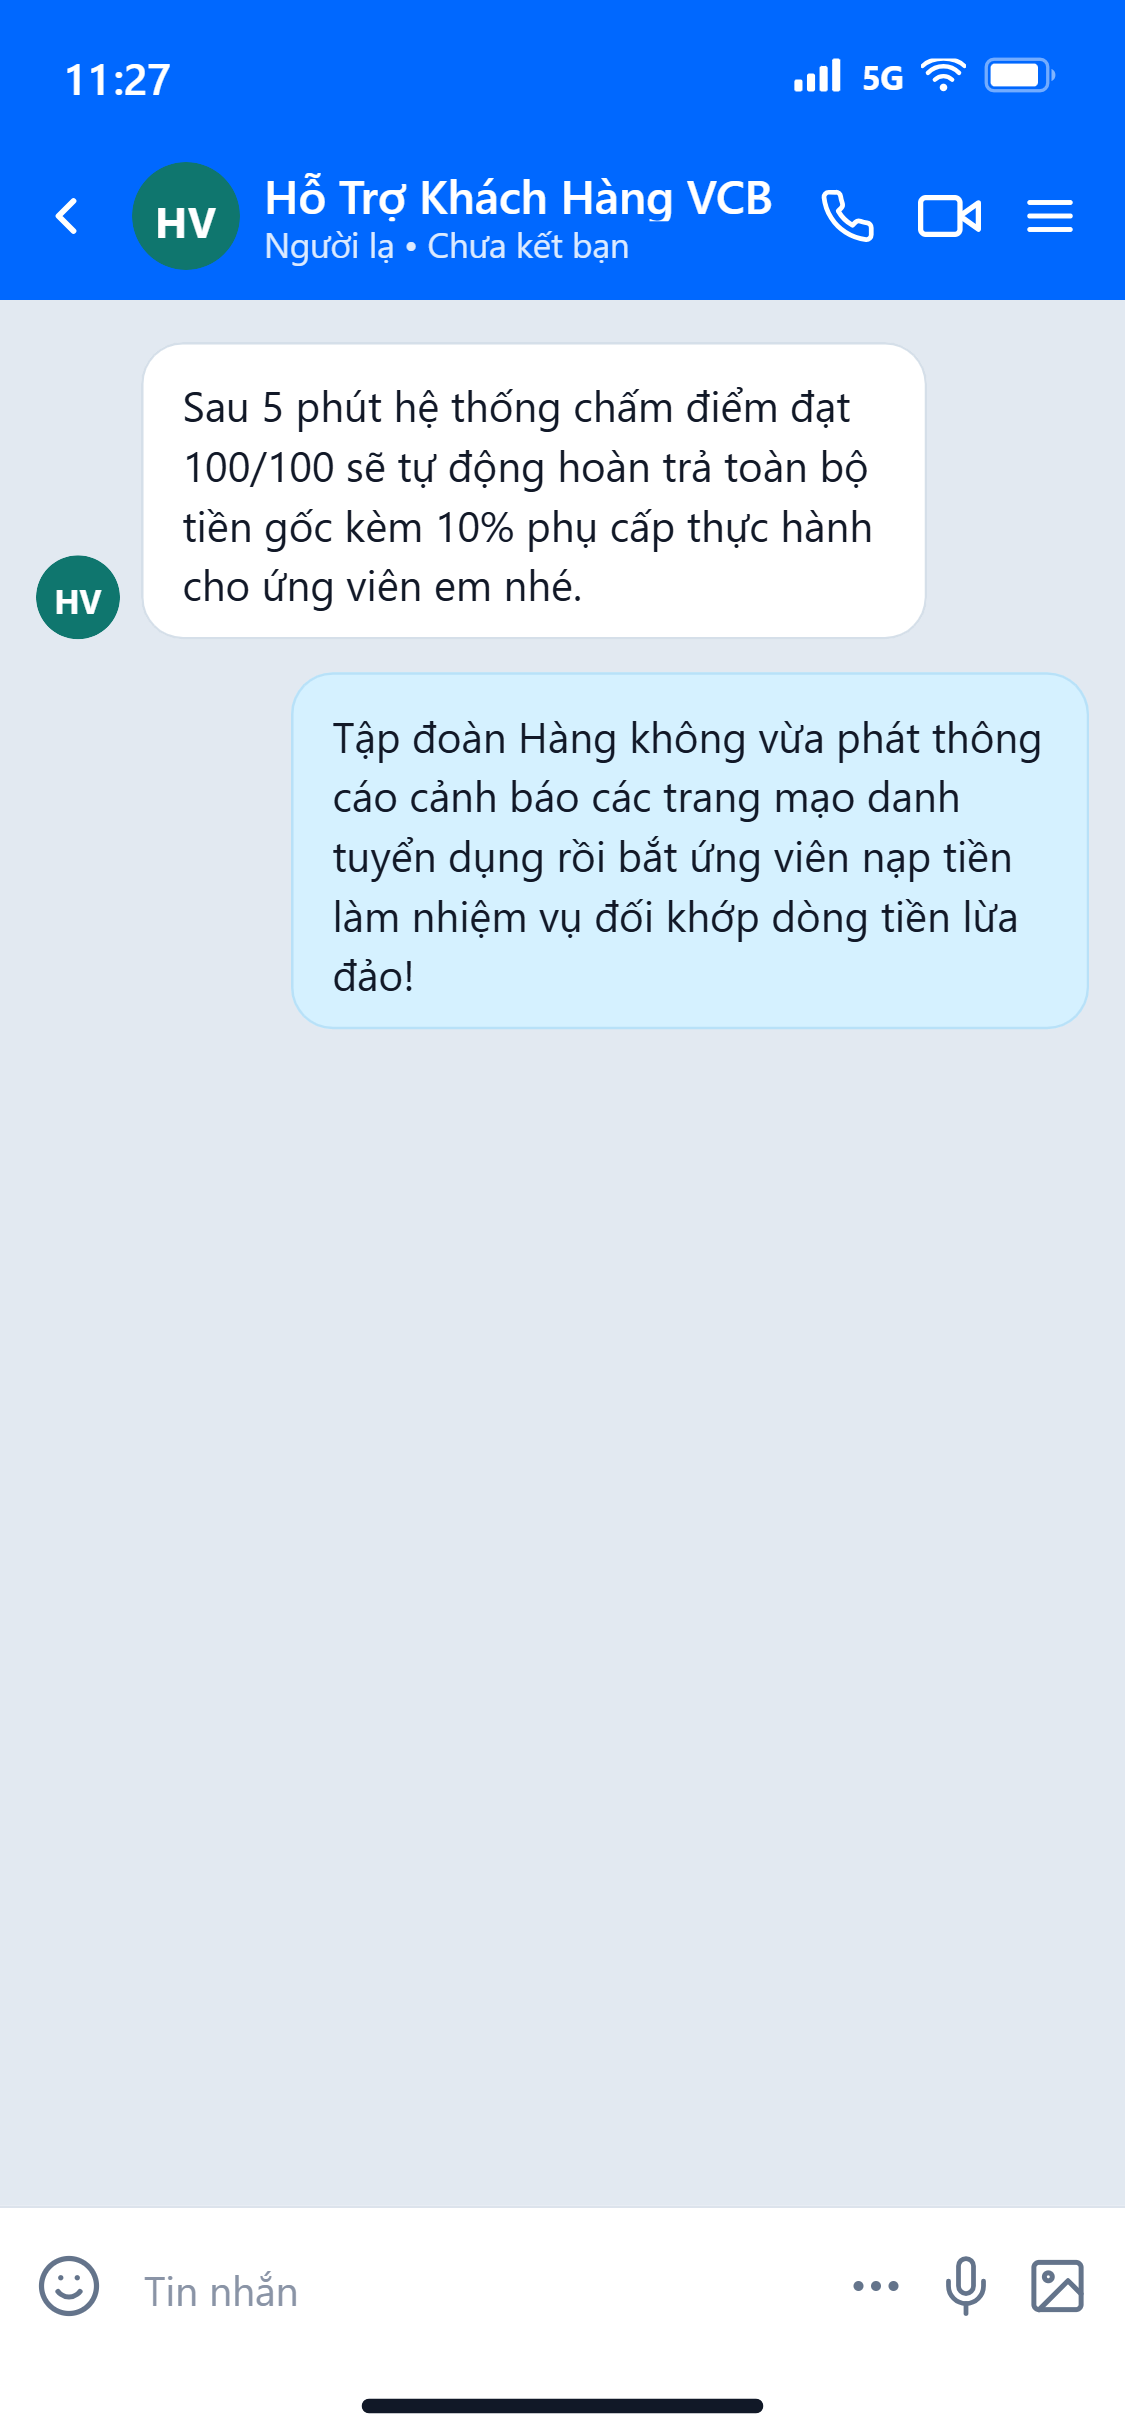 11:27
5G
HV
Hỗ Trợ Khách Hàng VCB
Người lạ • Chưa kết bạn
Sau 5 phút hệ thống chấm điểm đạt
100/100 sẽ tự động hoàn trả toàn bộ
tiền gốc kèm 10% phụ cấp thực hành
cho ứng viên em nhé.
HV
Tập đoàn Hàng không vừa phát thông
cáo cảnh báo các trang mạo danh
tuyển dụng rồi bắt ứng viên nạp tiền
làm nhiệm vụ đối khớp dòng tiền lừa
đảo!
Tin nhắn